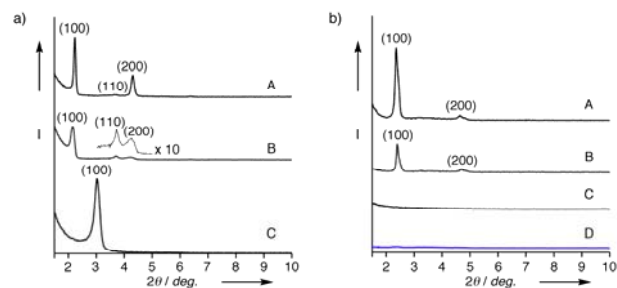 a)
(100)
(200)
(110)
A
(100)
(110)
(200)
x 10
B
(100)
I
C
2 3 4 5 6 7 8 9 10
2θ / deg.
b)
(100)
(200)
A
(100)
I
(200)
B
C
D
2 3 4 5 6 7 8 9 10
2θ / deg.